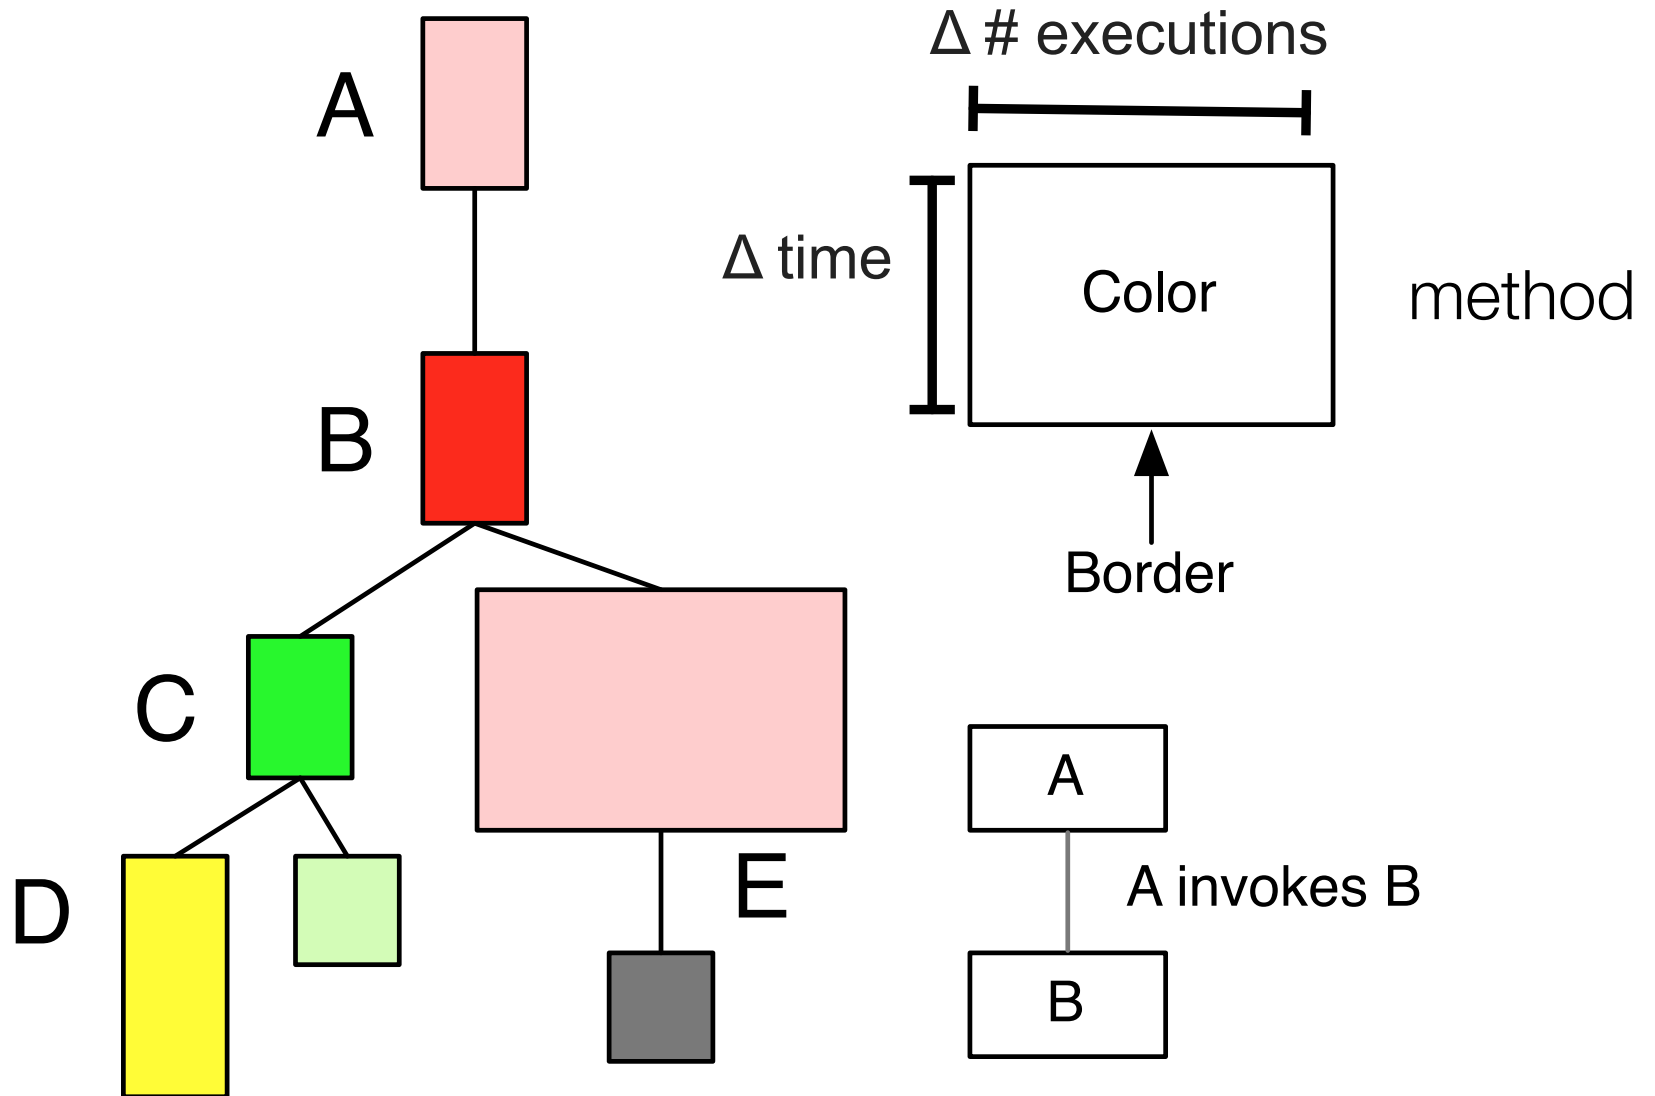 A
B
C
D
E
Δ # executions
Δ time
Color
method
Border
A
A invokes B
B